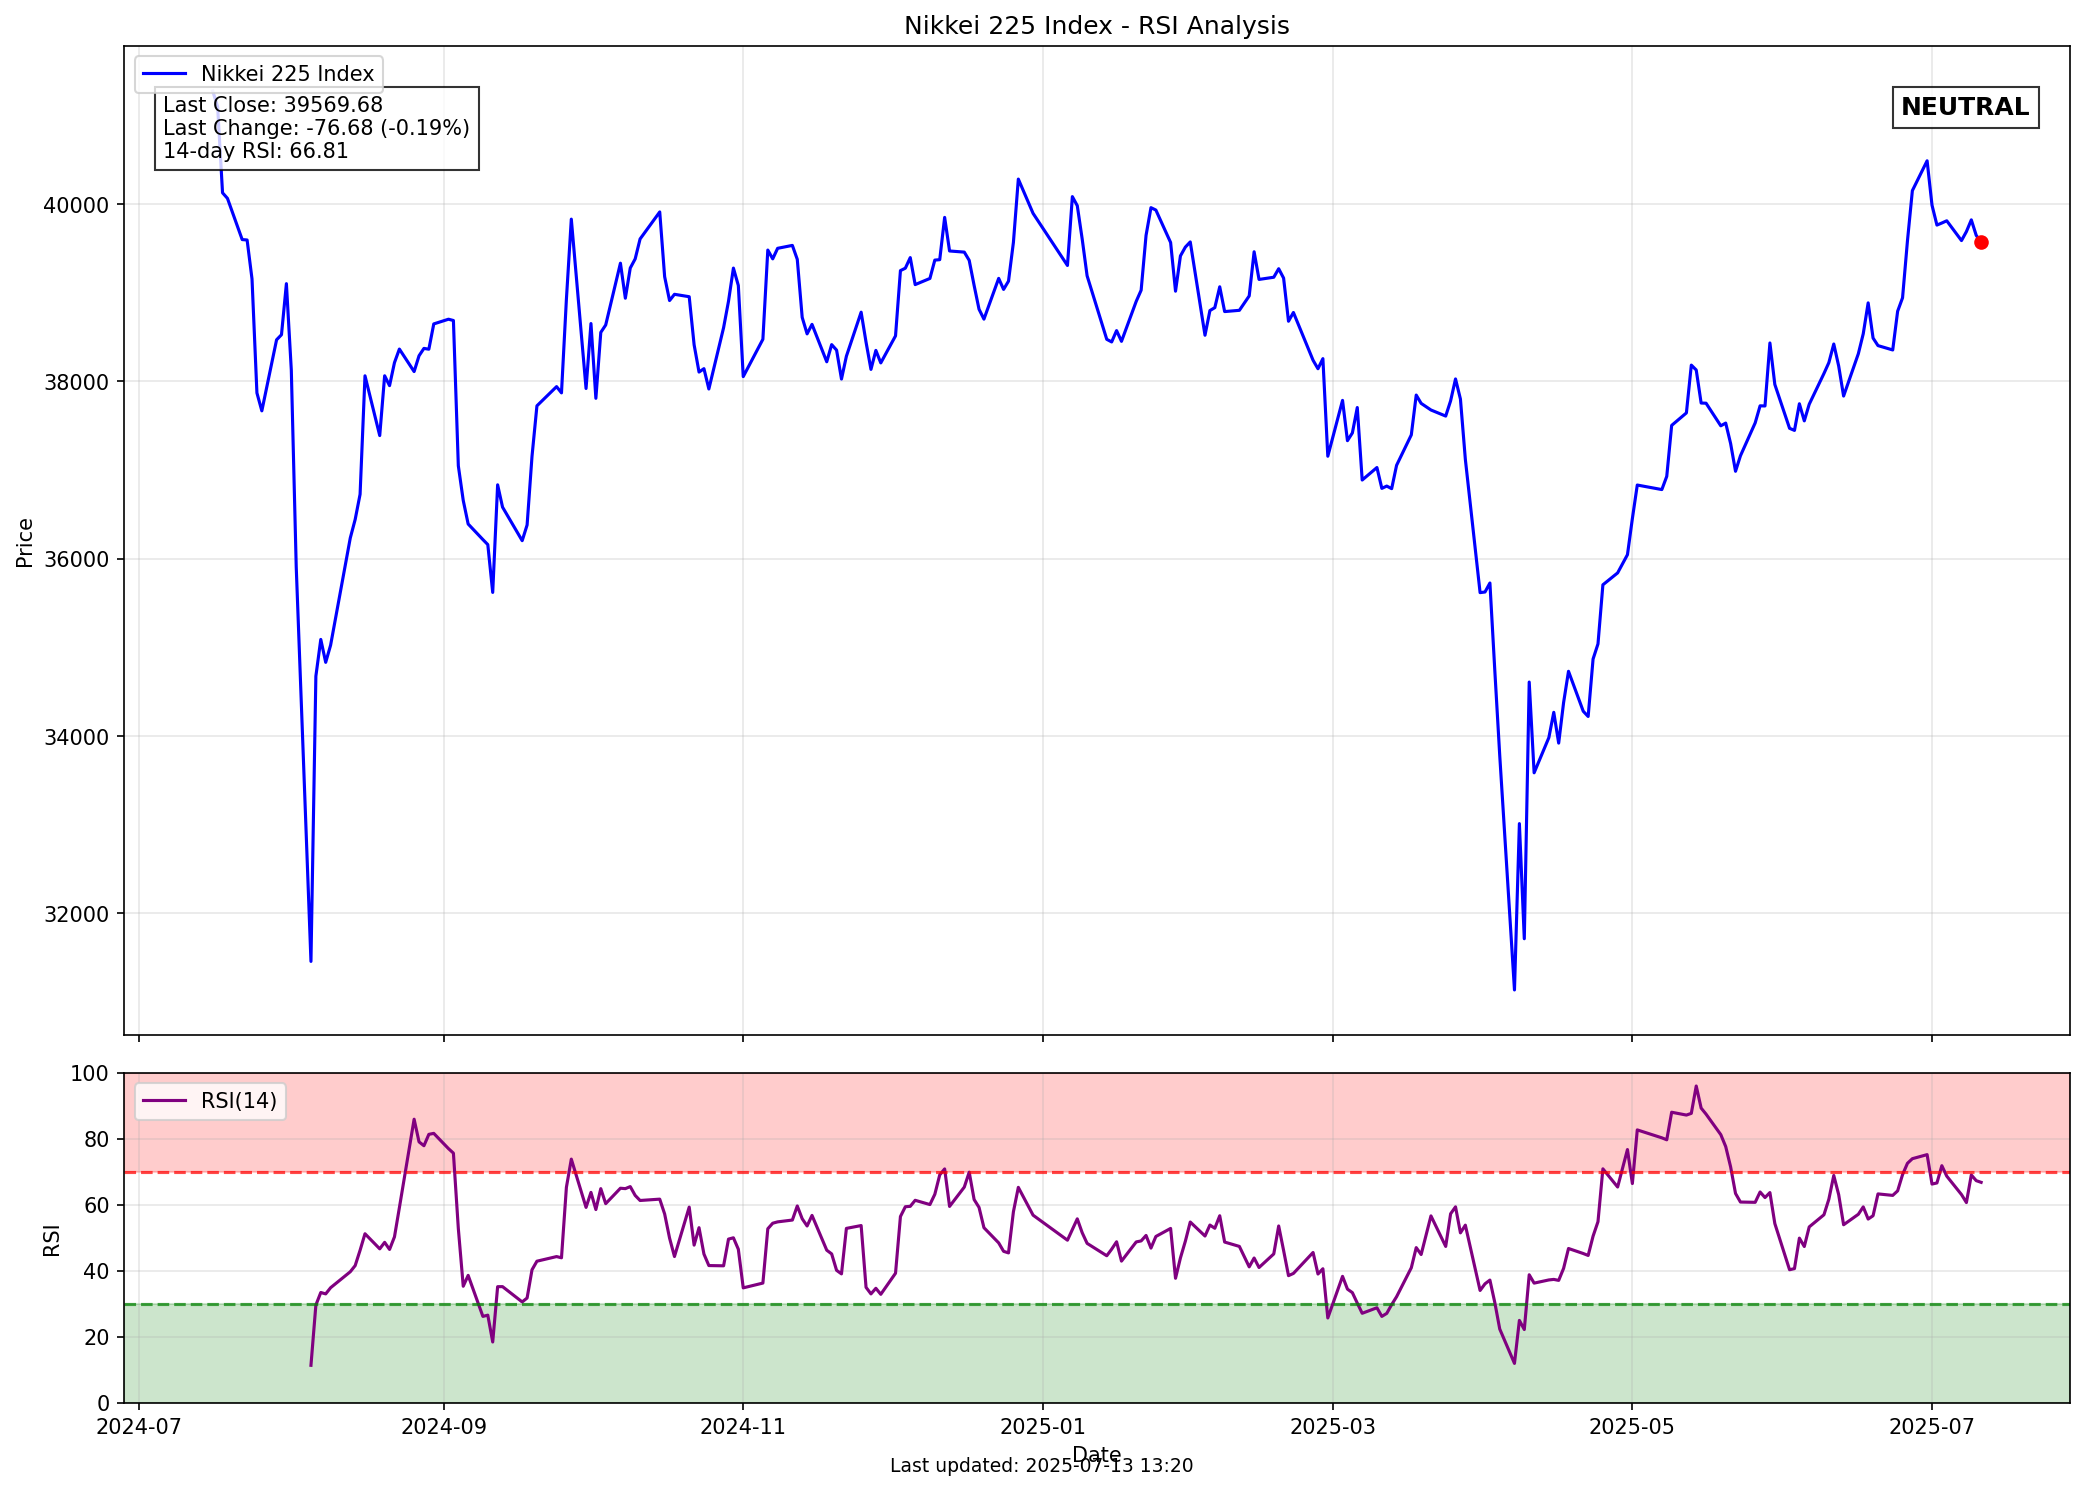 Nikkei 225 Index - RSI Analysis
Nikkei 225 Index
Last Close: 39569.68
Last Change: -76.68 (-0.19%)
14-day RSI: 66.81
NEUTRAL
Price
40000
38000
36000
34000
32000
RSI(14)
RSI
100
80
60
40
20
0
2024-07
2024-09
2024-11
2025-01
2025-03
2025-05
2025-07
Date
Last updated: 2025-07-13 13:20